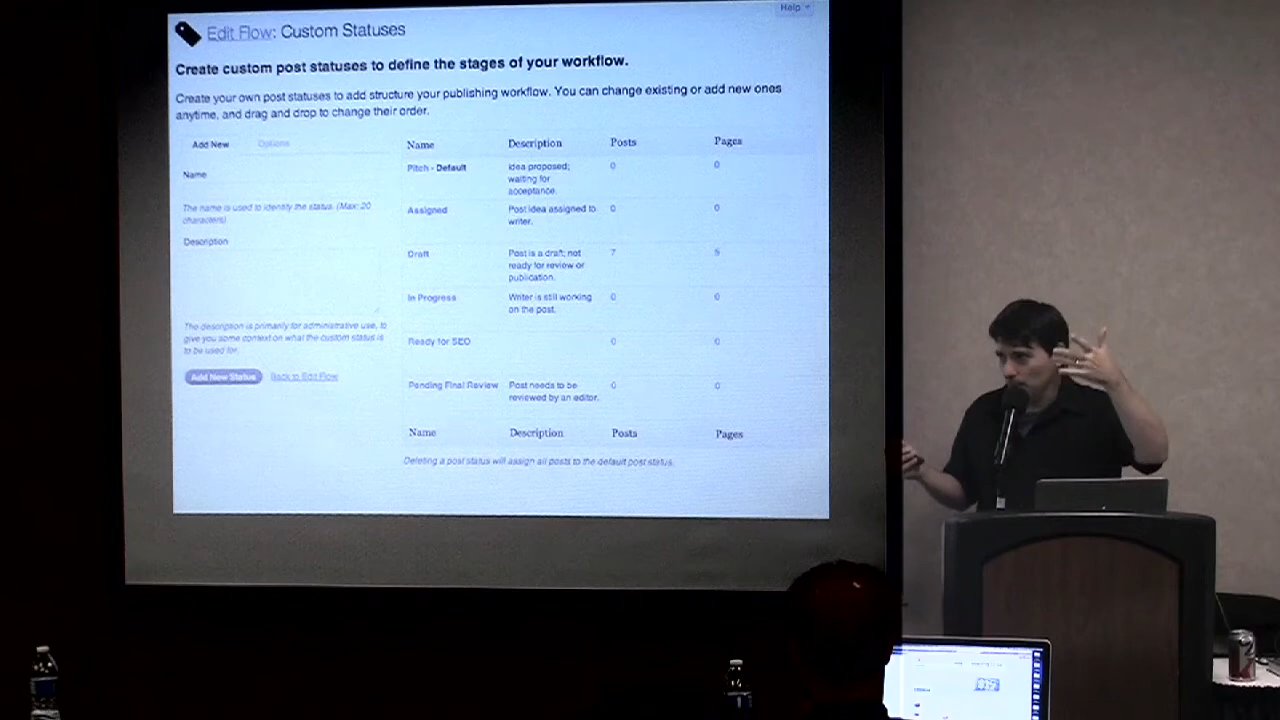 Help
Edit Flow: Custom Statuses
Create custom post statuses to define the stages of your workflow.
Create your own post statuses to add structure your publishing workflow. You can change existing or add new ones
anytime, and drag and drop to change their order.
Add New Options
Name
The name is used to identify the status. (Max: 20
characters)
Description
The description is primarily for administrative use, to
give you some context on what the custom status is
to be used for.
Add New Status Back to Edit Flow
Name Description Posts Pages
Pitch - Default Idea proposed; 0 0
waiting for
acceptance.
Assigned Post idea assigned to 0 0
writer.
Draft Post is a draft; not 7 5
ready for review or
publication.
In Progress Writer is still working 0 0
on the post.
Ready for SEO 0 0
Pending Final Review Post needs to be 0 0
reviewed by an editor.
Name Description Posts Pages
Deleting a post status will assign all posts to the default post status.